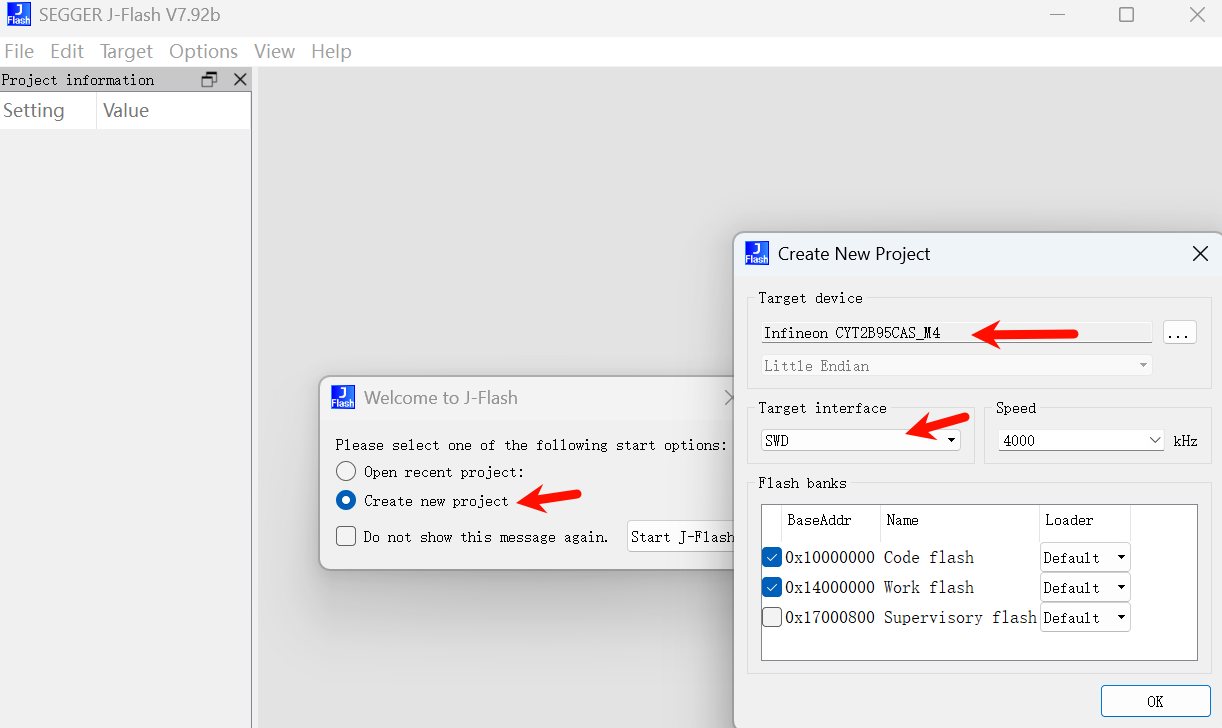 J Flash SEGGER J-Flash V7.92b
File Edit Target Options View Help
Project information
Setting Value
J Flash Create New Project
Target device
Infineon CYT2B95CAS_M4 ...
Little Endian
J Flash Welcome to J-Flash
Target interface Speed
SWD 4000 kHz
Please select one of the following start options:
Open recent project:
Create new project
Do not show this message again. Start J-Flash
Flash banks
BaseAddr Name Loader
0x10000000 Code flash Default
0x14000000 Work flash Default
0x17000800 Supervisory flash Default
OK